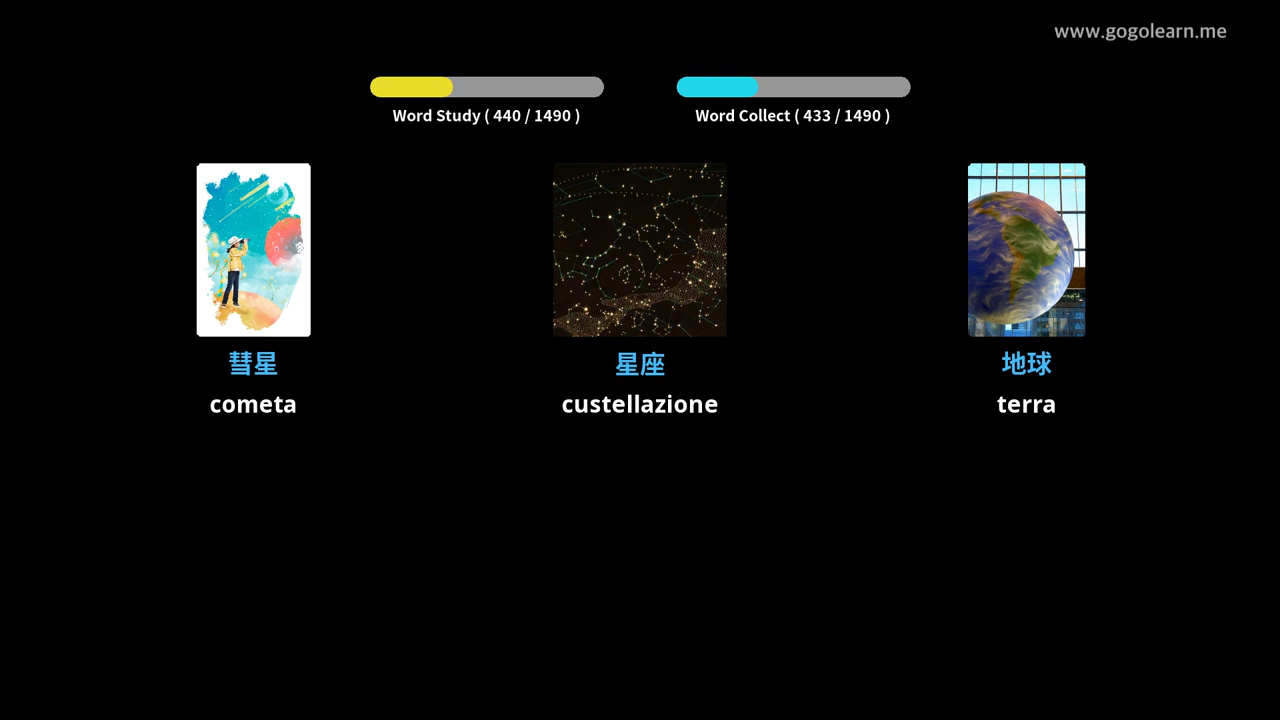 www.gogolearn.me
Word Study ( 440 / 1490 )
Word Collect ( 433 / 1490 )
彗星
星座
地球
cometa
custellazione
terra